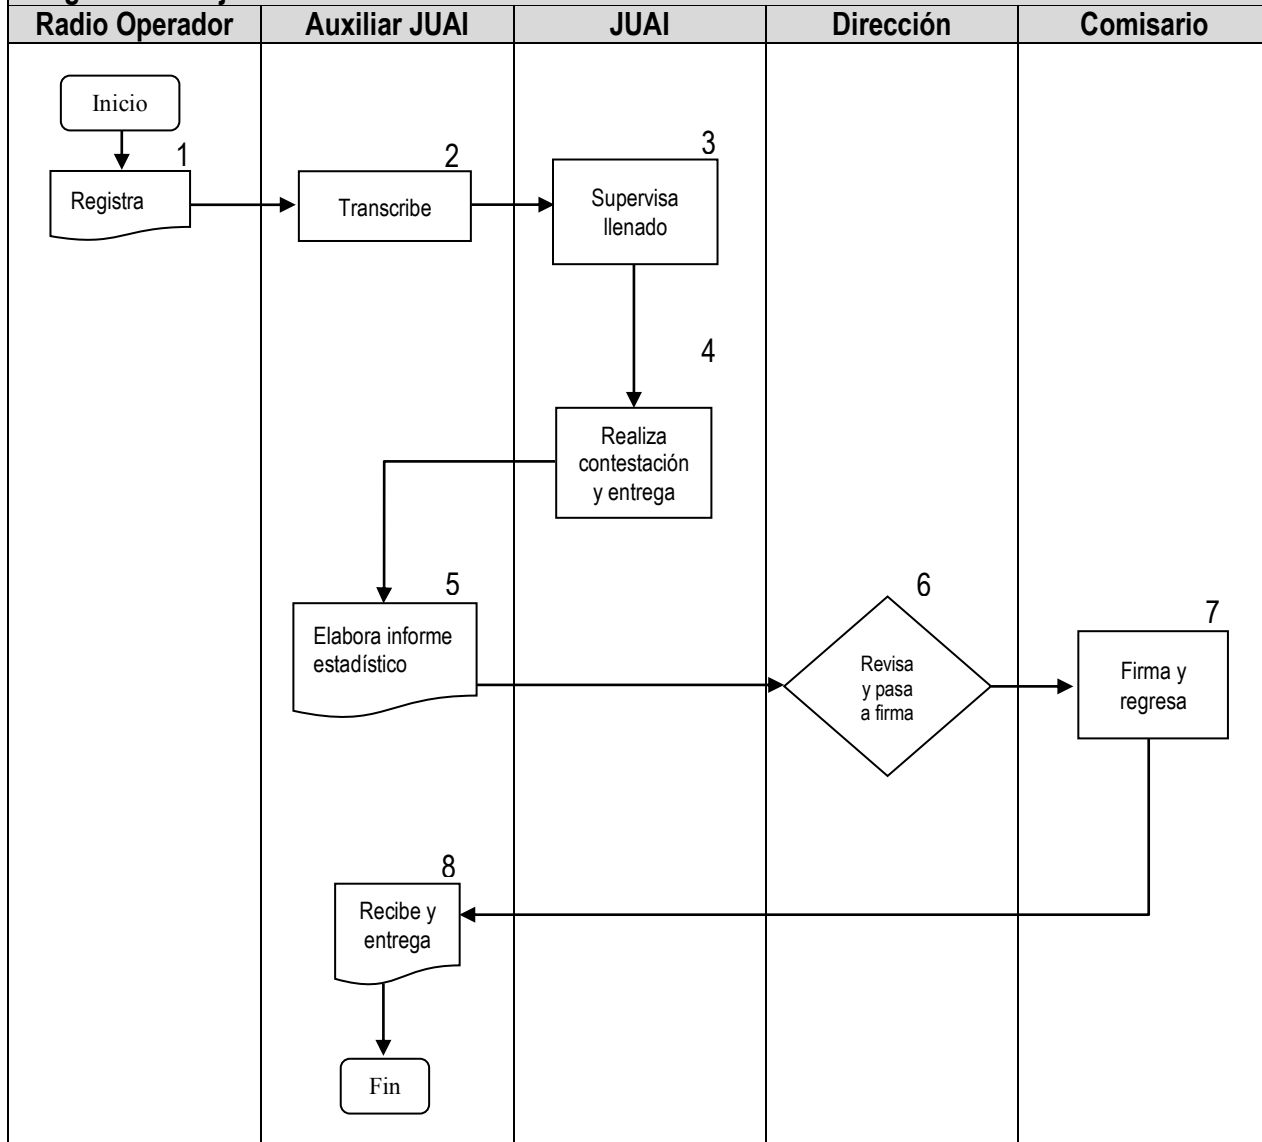 Radio Operador
Auxiliar JUAI
JUAI
Dirección
Comisario
Inicio
1
Registra
2
Transcribe
3
Supervisa
llenado
4
Realiza
contestación
y entrega
5
Elabora informe
estadístico
6
Revisa
y pasa
a firma
7
Firma y
regresa
8
Recibe y
entrega
Fin